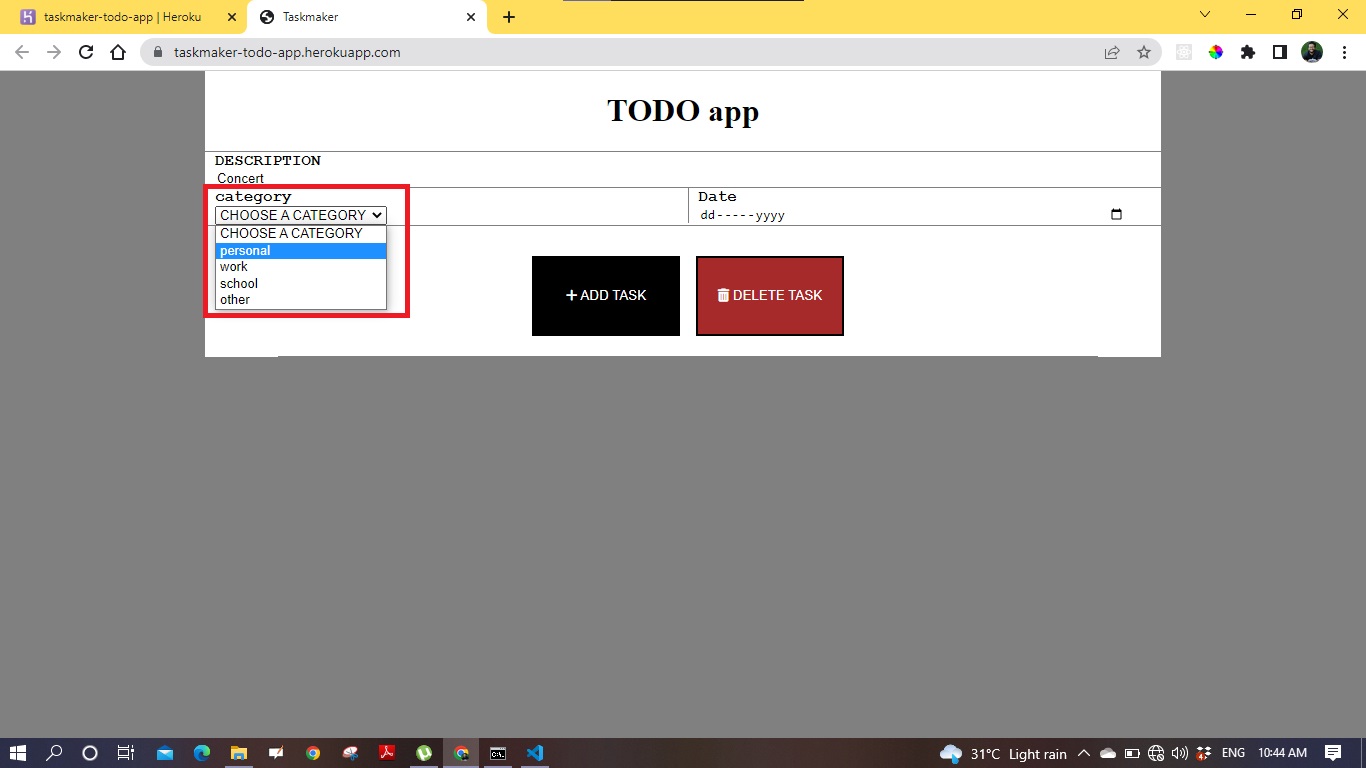 taskmaker-todo-app | Heroku
Taskmaker
taskmaker-todo-app.herokuapp.com
TODO app
DESCRIPTION
Concert
category
Date
CHOOSE A CATEGORY
dd-----yyyy
CHOOSE A CATEGORY
personal
work
school
other
ADD TASK
DELETE TASK
31°C Light rain
ENG
10:44 AM